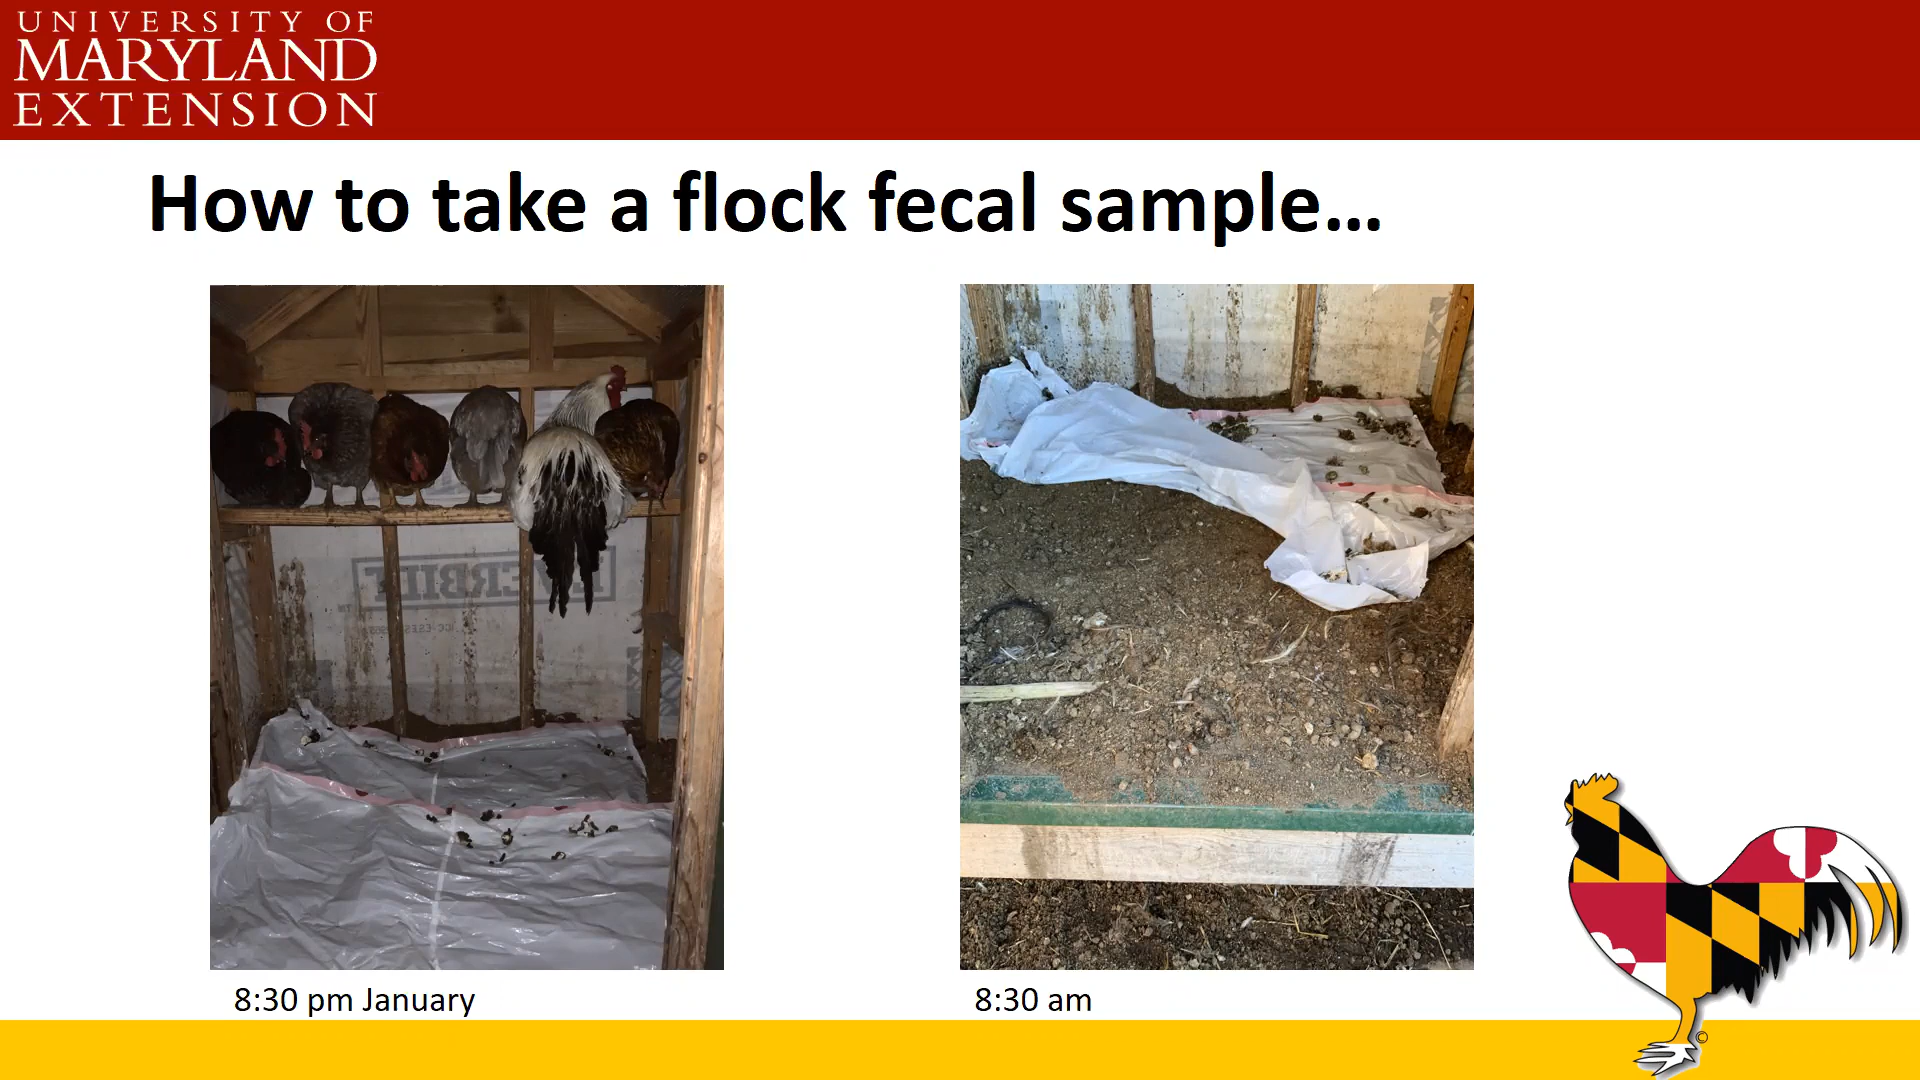 UNIVERSITY OF
MARYLAND
EXTENSION
How to take a flock fecal sample...
8:30 pm January
8:30 am
©